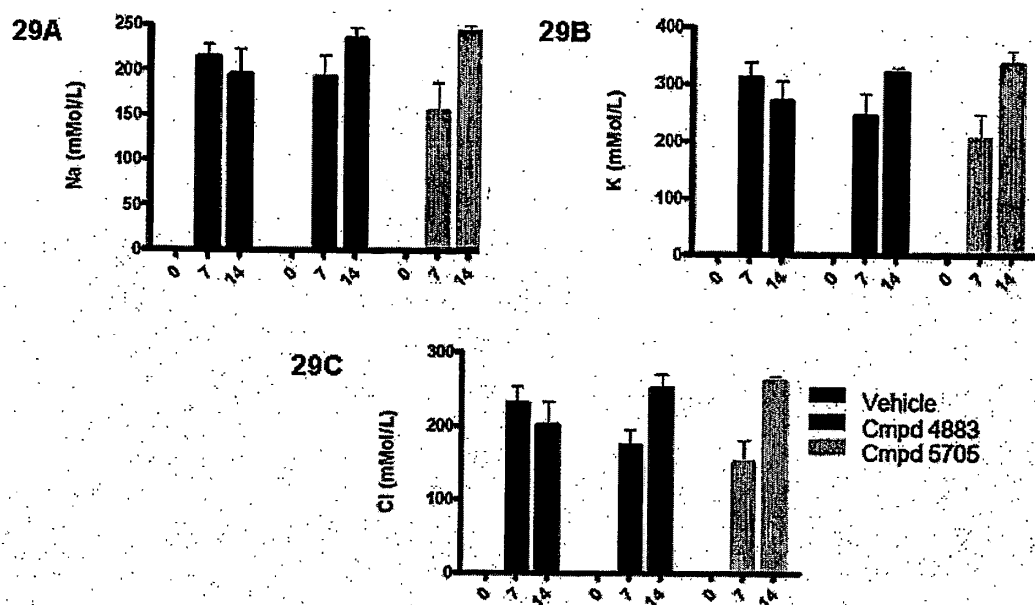 29A
Na (mMol/L)
250
200
150
100
50
0
0 7 14 0 7 14 0 7 14
29B
K (mMol/L)
400
300
200
100
0
0 7 14 0 7 14 0 7 14
29C
Cl (mMol/L)
300
200
100
0
0 7 14 0 7 14 0 7 14
Vehicle
Cmpd 4883
Cmpd 5705